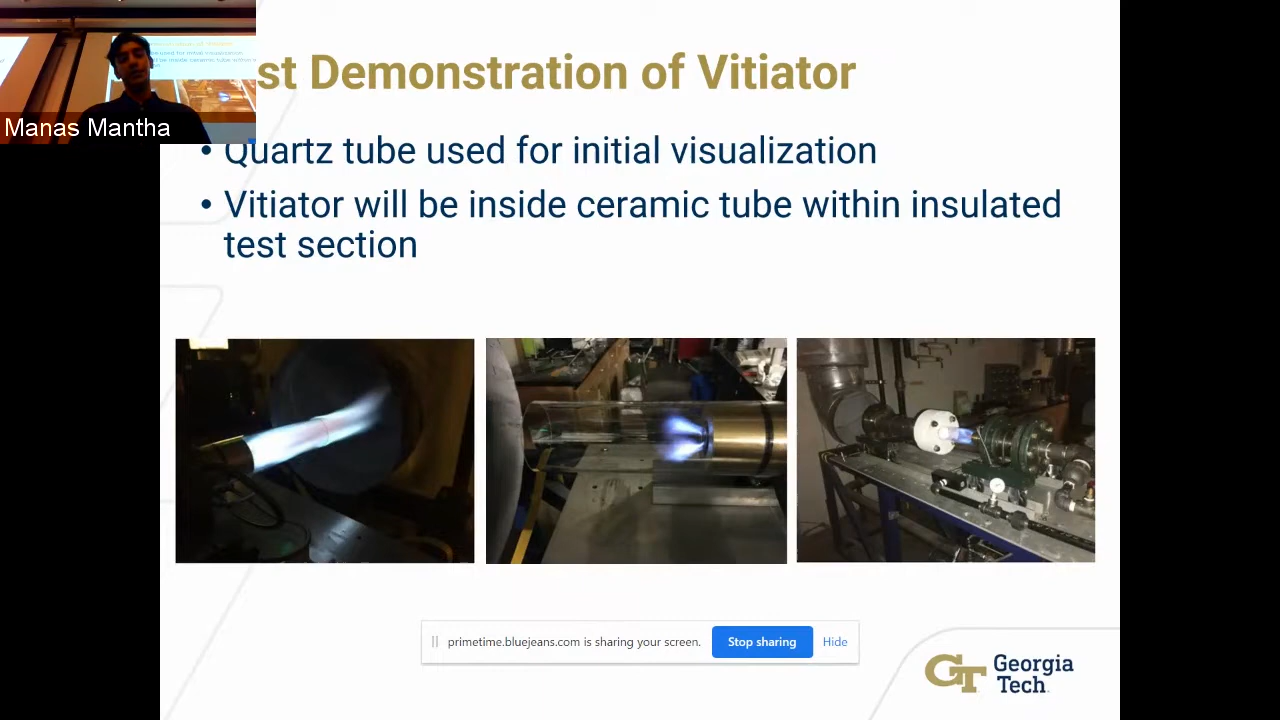 st Demonstration of Vitiator
Manas Mantha
• Quartz tube used for initial visualization
• Vitiator will be inside ceramic tube within insulated
test section
primetime.bluejeans.com is sharing your screen.
Stop sharing
Hide
GT Georgia
Tech